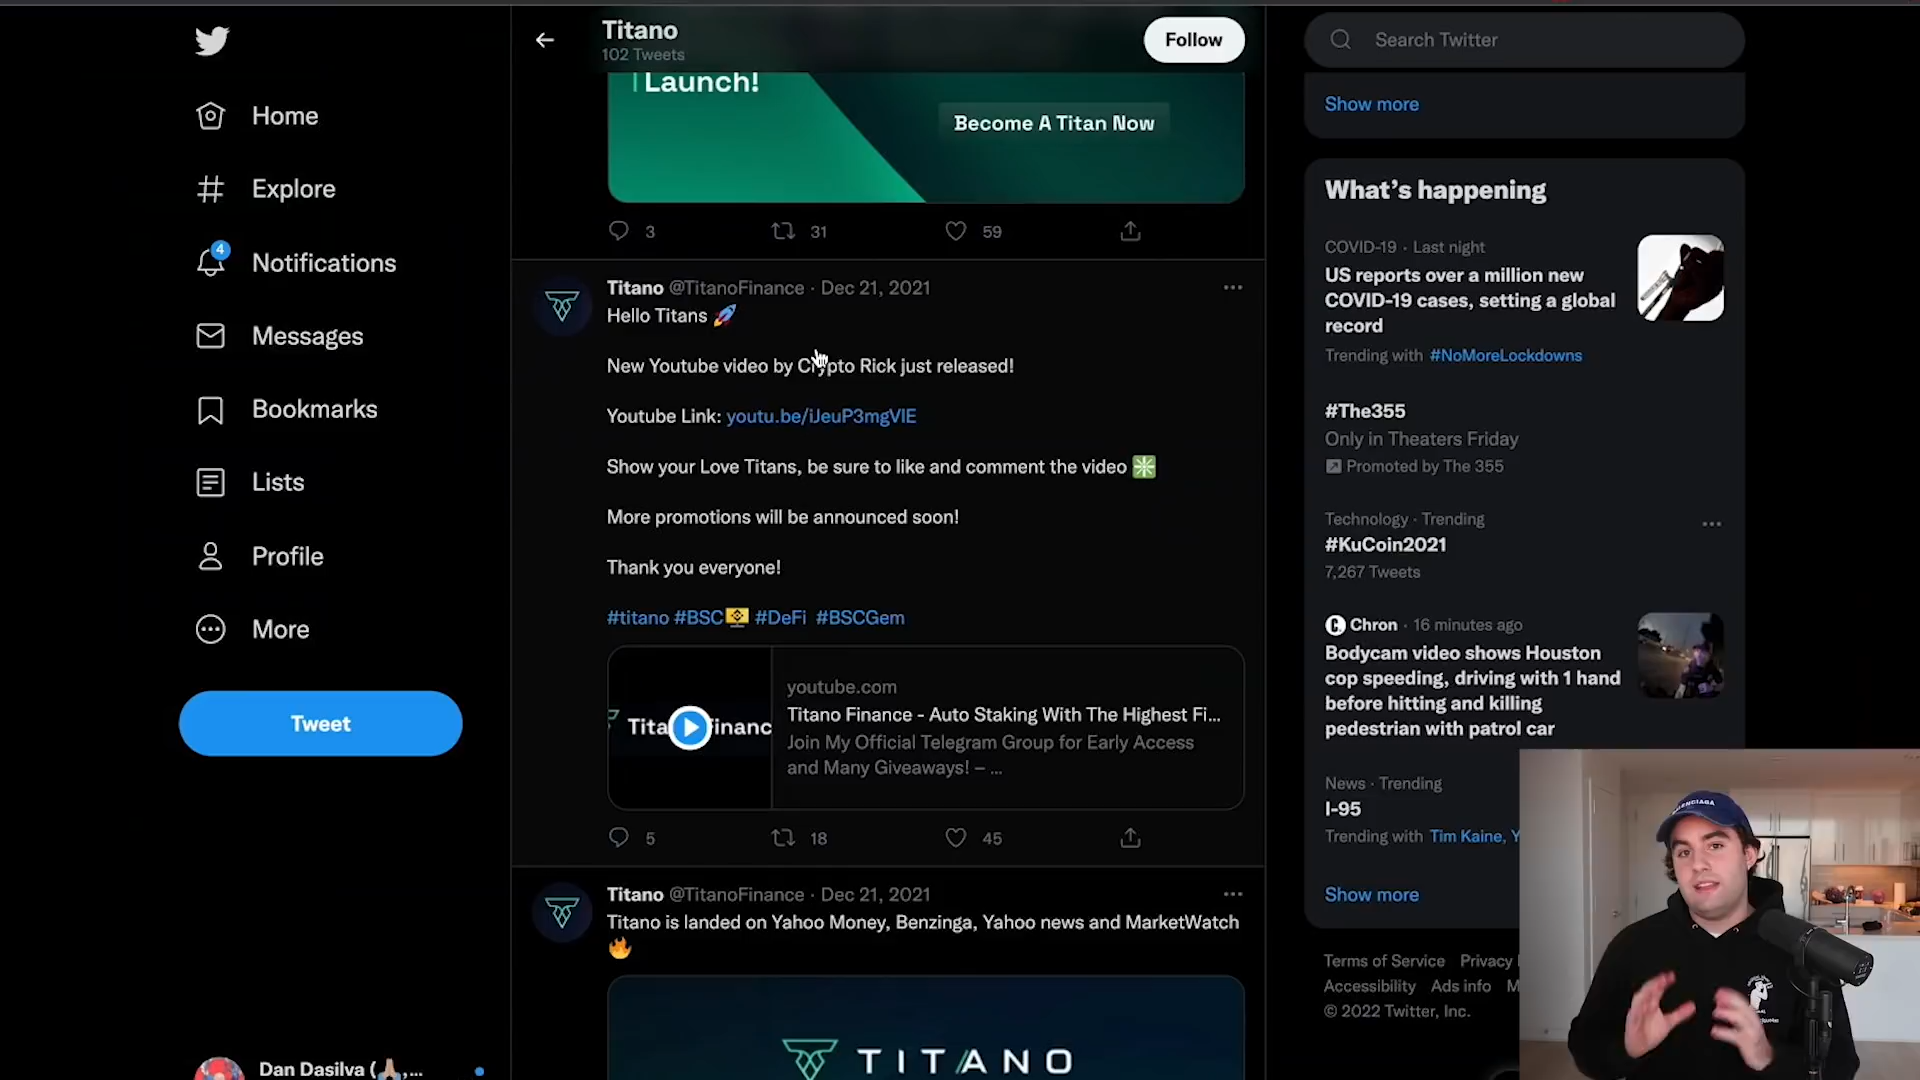 Home
Explore
4
Notifications
Messages
Bookmarks
Lists
Profile
More
Tweet
Dan Dasilva (🙏🏼,...
Titano
102 Tweets
Follow
Launch!
Become A Titan Now
3 31 59
Titano @TitanoFinance · Dec 21, 2021
Hello Titans 🚀
New Youtube video by Crypto Rick just released!
Youtube Link: youtu.be/iJeuP3mgVIE
Show your Love Titans, be sure to like and comment the video ✳️
More promotions will be announced soon!
Thank you everyone!
#titano #BSC #DeFi #BSCGem
Tita inanc
youtube.com
Titano Finance - Auto Staking With The Highest Fi...
Join My Official Telegram Group for Early Access
and Many Giveaways! – ...
5 18 45
Titano @TitanoFinance · Dec 21, 2021
Titano is landed on Yahoo Money, Benzinga, Yahoo news and MarketWatch
🔥
TITANO
Search Twitter
Show more
What's happening
COVID-19 · Last night
US reports over a million new
COVID-19 cases, setting a global
record
Trending with #NoMoreLockdowns
#The355
Only in Theaters Friday
Promoted by The 355
Technology · Trending
#KuCoin2021
7,267 Tweets
Chron · 16 minutes ago
Bodycam video shows Houston
cop speeding, driving with 1 hand
before hitting and killing
pedestrian with patrol car
News · Trending
I-95
Trending with Tim Kaine, Y
Show more
Terms of Service Privacy
Accessibility Ads info M
© 2022 Twitter, Inc.